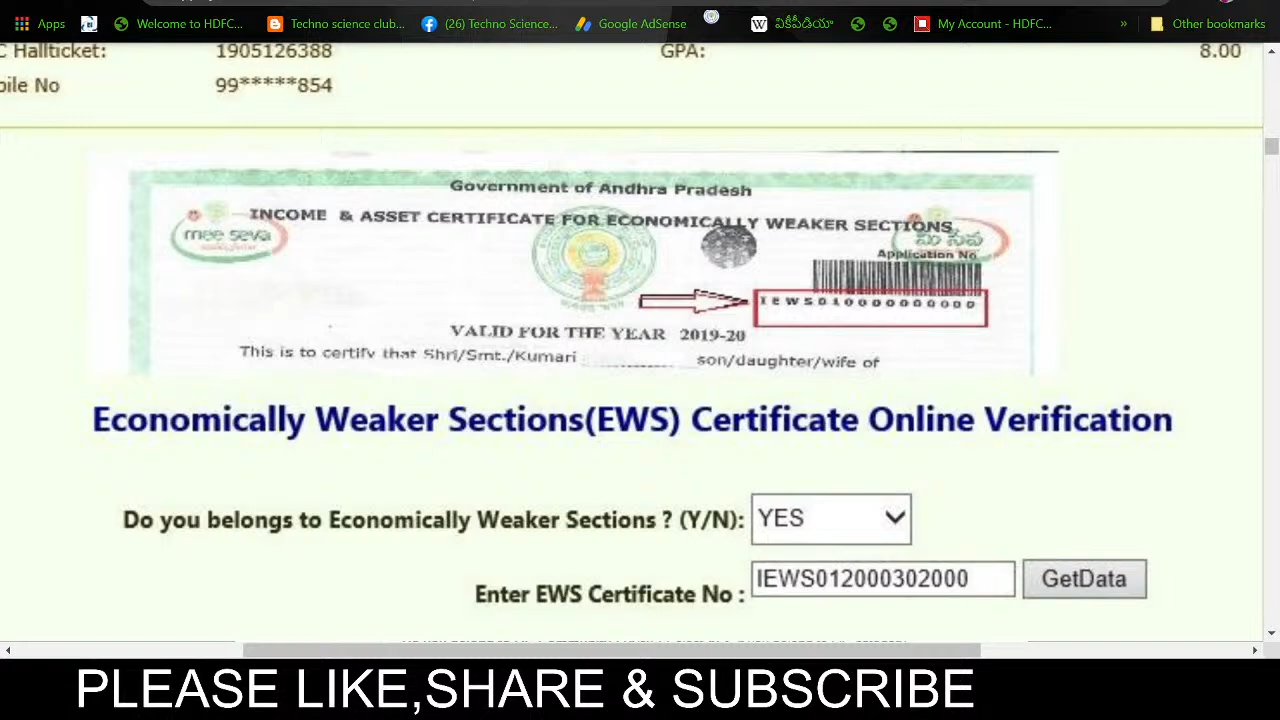 Apps Welcome to HDFC... Techno science club... (26) Techno Science... Google AdSense వికీపీడియా My Account - HDFC... » Other bookmarks
C Hallticket: 1905126388 GPA: 8.00
bile No 99*****854
Government of Andhra Pradesh
INCOME & ASSET CERTIFICATE FOR ECONOMICALLY WEAKER SECTIONS
mee seva మీ సేవ
Application No
IEWS010000000000
VALID FOR THE YEAR 2019-20
This is to certify that Shri/Smt./Kumari son/daughter/wife of
Economically Weaker Sections(EWS) Certificate Online Verification
Do you belongs to Economically Weaker Sections ? (Y/N): YES
Enter EWS Certificate No : IEWS012000302000 GetData
PLEASE LIKE,SHARE & SUBSCRIBE